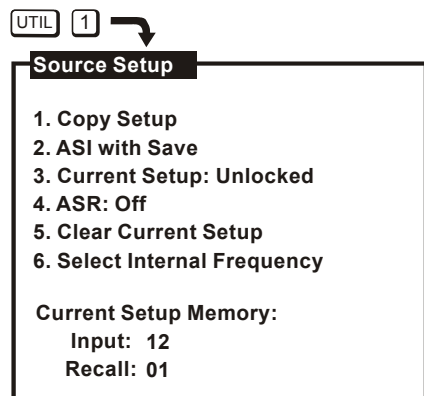 UTIL 1
Source Setup
1. Copy Setup
2. ASI with Save
3. Current Setup: Unlocked
4. ASR: Off
5. Clear Current Setup
6. Select Internal Frequency
Current Setup Memory:
Input: 12
Recall: 01